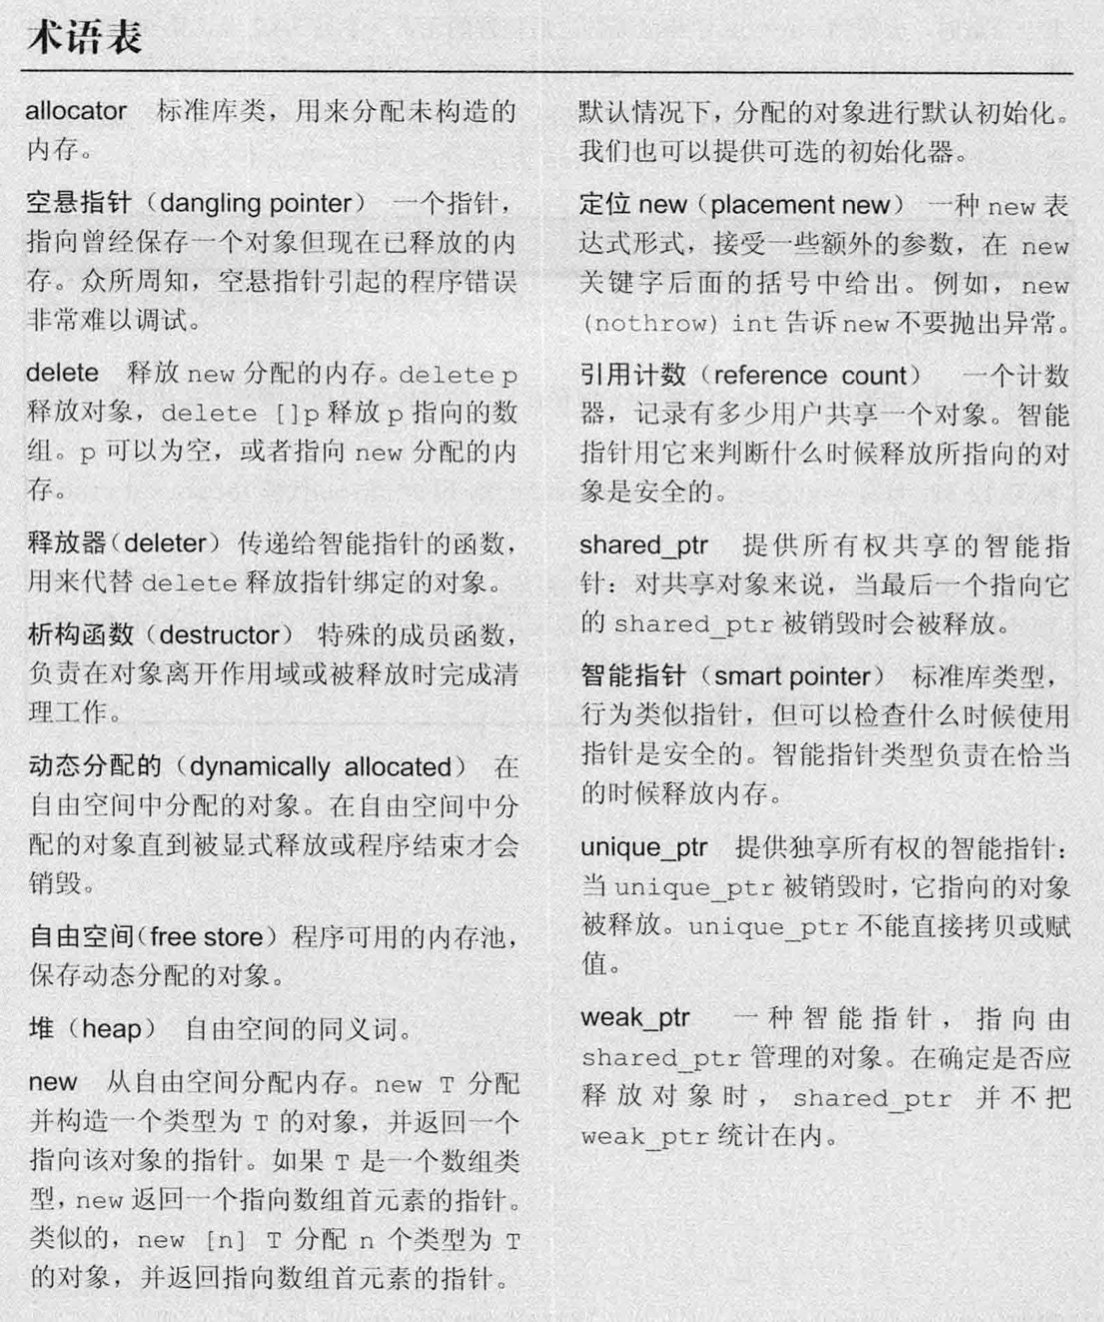 术语表
allocator 标准库类，用来分配未构造的
内存。
空悬指针（dangling pointer） 一个指针，
指向曾经保存一个对象但现在已释放的内
存。众所周知，空悬指针引起的程序错误
非常难以调试。
delete 释放 new 分配的内存。delete p
释放对象，delete []p 释放 p 指向的数
组。p 可以为空，或者指向 new 分配的内
存。
释放器（deleter） 传递给智能指针的函数，
用来代替 delete 释放指针绑定的对象。
析构函数（destructor） 特殊的成员函数，
负责在对象离开作用域或被释放时完成清
理工作。
动态分配的（dynamically allocated） 在
自由空间中分配的对象。在自由空间中分
配的对象直到被显式释放或程序结束才会
销毁。
自由空间（free store） 程序可用的内存池，
保存动态分配的对象。
堆（heap） 自由空间的同义词。
new 从自由空间分配内存。new T 分配
并构造一个类型为 T 的对象，并返回一个
指向该对象的指针。如果 T 是一个数组类
型，new 返回一个指向数组首元素的指针。
类似的，new [n] T 分配 n 个类型为 T
的对象，并返回指向数组首元素的指针。
默认情况下，分配的对象进行默认初始化。
我们也可以提供可选的初始化器。
定位 new（placement new） 一种 new 表
达式形式，接受一些额外的参数，在 new
关键字后面的括号中给出。例如，new
(nothrow) int 告诉 new 不要抛出异常。
引用计数（reference count） 一个计数
器，记录有多少用户共享一个对象。智能
指针用它来判断什么时候释放所指向的对
象是安全的。
shared_ptr 提供所有权共享的智能指
针：对共享对象来说，当最后一个指向它
的 shared_ptr 被销毁时会被释放。
智能指针（smart pointer） 标准库类型，
行为类似指针，但可以检查什么时候使用
指针是安全的。智能指针类型负责在恰当
的时候释放内存。
unique_ptr 提供独享所有权的智能指针：
当 unique_ptr 被销毁时，它指向的对象
被释放。unique_ptr 不能直接拷贝或赋
值。
weak_ptr 一种智能指针，指向由
shared_ptr 管理的对象。在确定是否应
释放对象时，shared_ptr 并不把
weak_ptr 统计在内。